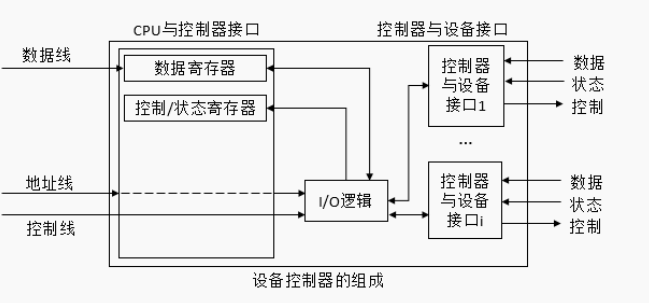 CPU与控制器接口
控制器与设备接口
数据线
数据寄存器
控制/状态寄存器
地址线
控制线
I/O逻辑
控制器
与设备
接口1
数据
状态
控制
...
控制器
与设备
接口i
数据
状态
控制
设备控制器的组成